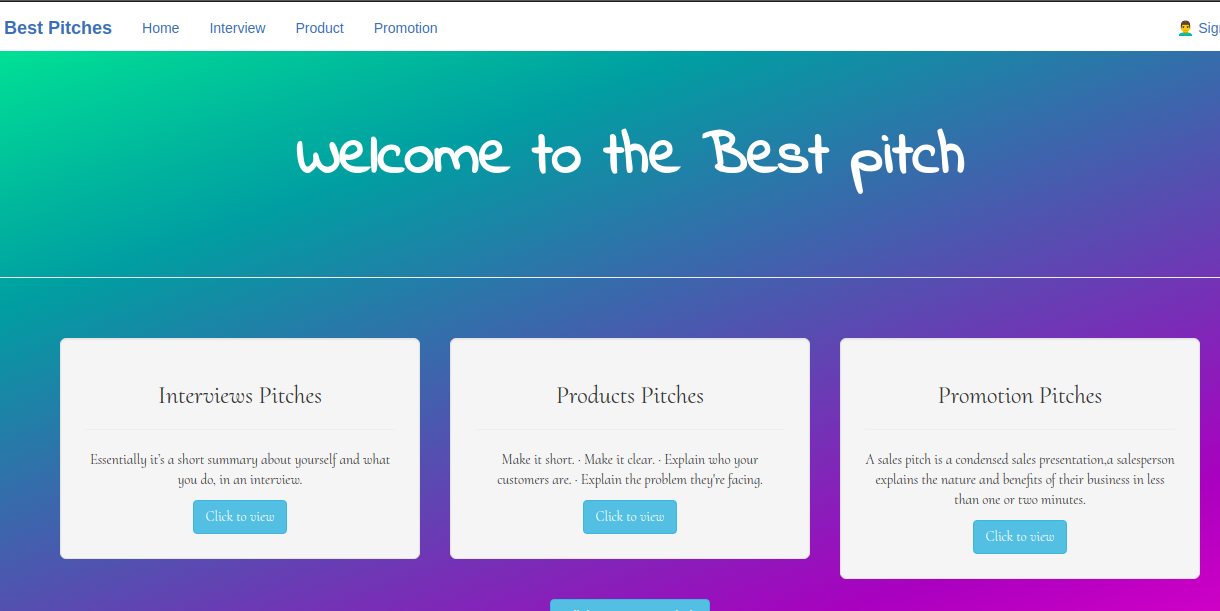 Best Pitches Home Interview Product Promotion
Welcome to the Best pitch
Interviews Pitches
Essentially it's a short summary about yourself and what
you do, in an interview.
Click to view
Products Pitches
Make it short. · Make it clear. · Explain who your
customers are. · Explain the problem they're facing.
Click to view
Promotion Pitches
A sales pitch is a condensed sales presentation,a salesperson
explains the nature and benefits of their business in less
than one or two minutes.
Click to view